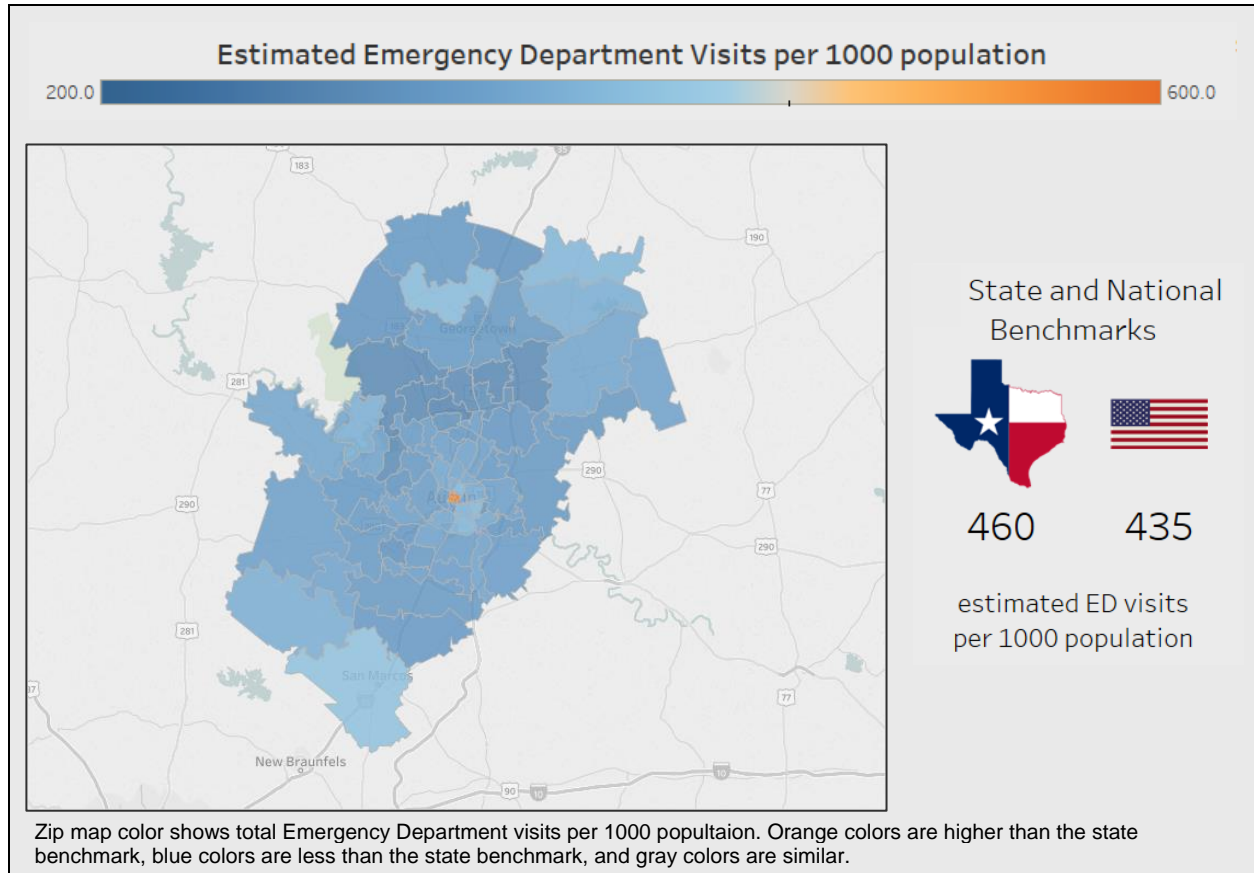 Estimated Emergency Department Visits per 1000 population
200.0
600.0
183
35
190
Georgetown
281
290
Austin
290
77
290
281
San Marcos
77
New Braunfels
10
90
10
State and National
Benchmarks
460
435
estimated ED visits
per 1000 population
Zip map color shows total Emergency Department visits per 1000 popultaion. Orange colors are higher than the state
benchmark, blue colors are less than the state benchmark, and gray colors are similar.